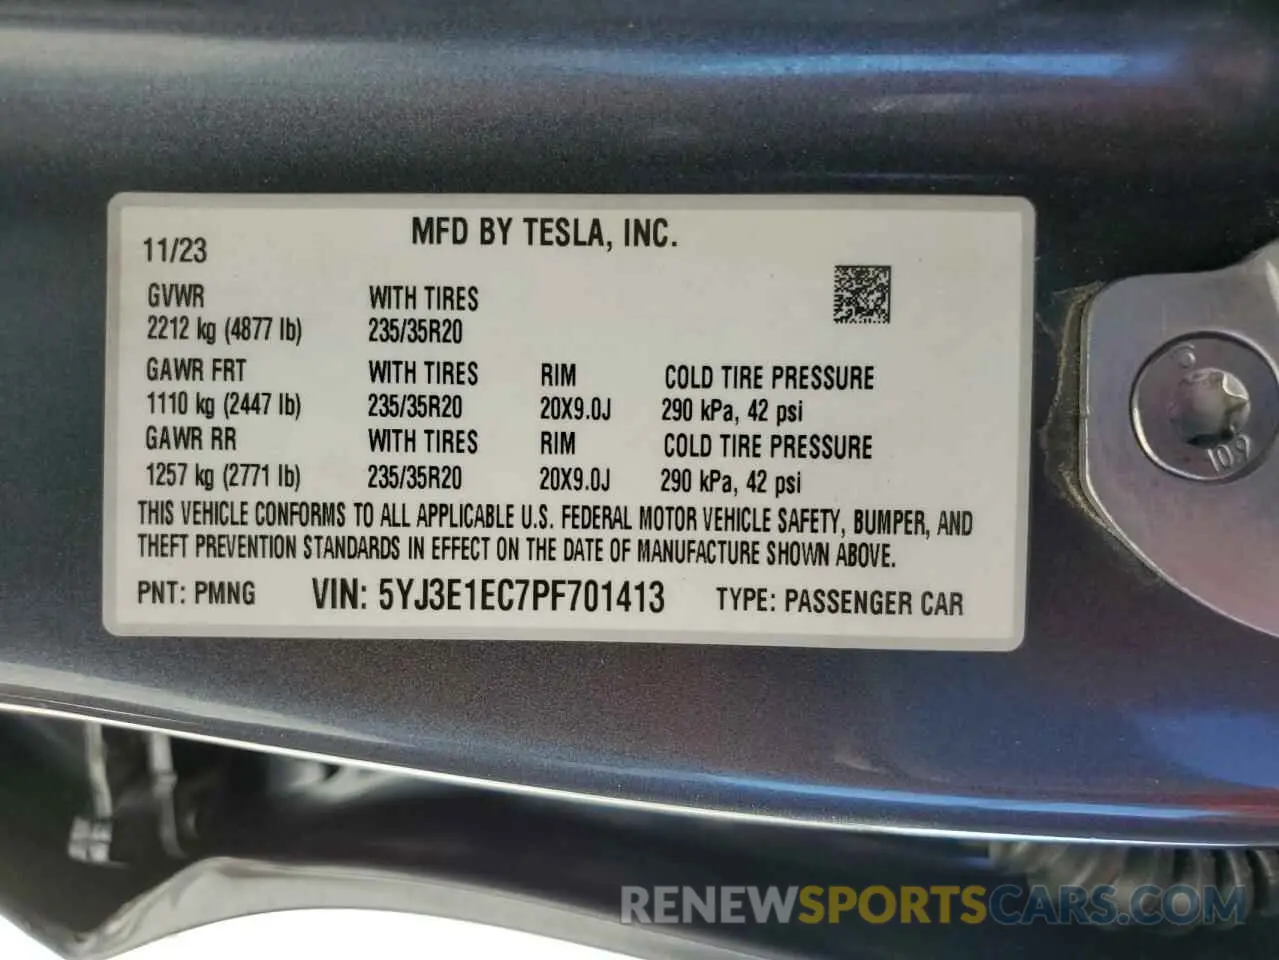 MFD BY TESLA, INC.
11/23
GVWR WITH TIRES
2212 kg (4877 lb) 235/35R20
GAWR FRT WITH TIRES RIM COLD TIRE PRESSURE
1110 kg (2447 lb) 235/35R20 20X9.0J 290 kPa, 42 psi
GAWR RR WITH TIRES RIM COLD TIRE PRESSURE
1257 kg (2771 lb) 235/35R20 20X9.0J 290 kPa, 42 psi
THIS VEHICLE CONFORMS TO ALL APPLICABLE U.S. FEDERAL MOTOR VEHICLE SAFETY, BUMPER, AND
THEFT PREVENTION STANDARDS IN EFFECT ON THE DATE OF MANUFACTURE SHOWN ABOVE.
PNT: PMNG VIN: 5YJ3E1EC7PF701413 TYPE: PASSENGER CAR
109
RENEWSPORTSCARS.COM